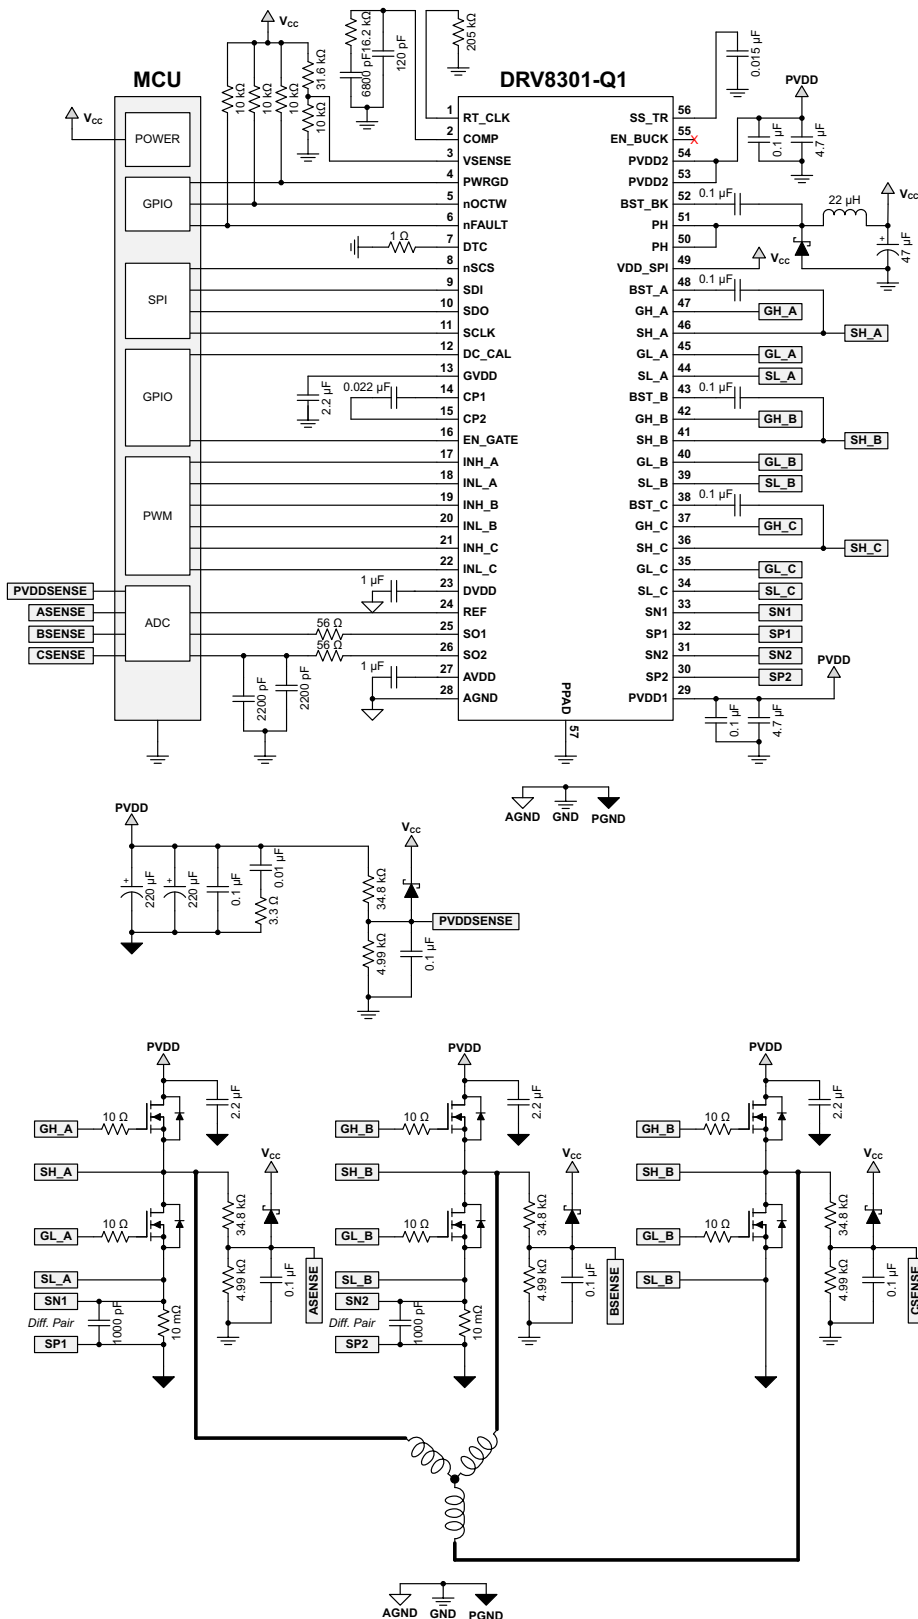 VCC
MCU
DRV8301-Q1
10 kΩ
10 kΩ
10 kΩ
31.6 kΩ
10 kΩ
16.2 kΩ
6800 pF
120 pF
205 kΩ
0.015 µF
PVDD
0.1 µF
4.7 µF
VCC
POWER
GPIO
SPI
GPIO
PWM
ADC
1 RT_CLK
2 COMP
3 VSENSE
4 PWRGD
5 nOCTW
6 nFAULT
7 DTC
8 nSCS
9 SDI
10 SDO
11 SCLK
12 DC_CAL
13 GVDD
14 CP1
15 CP2
16 EN_GATE
17 INH_A
18 INL_A
19 INH_B
20 INL_B
21 INH_C
22 INL_C
23 DVDD
24 REF
25 SO1
26 SO2
27 AVDD
28 AGND
SS_TR 56
EN_BUCK 55
PVDD2 54
PVDD2 53
BST_BK 52
PH 51
PH 50
VDD_SPI 49
BST_A 48
GH_A 47
SH_A 46
GL_A 45
SL_A 44
BST_B 43
GH_B 42
SH_B 41
GL_B 40
SL_B 39
BST_C 38
GH_C 37
SH_C 36
GL_C 35
SL_C 34
SN1 33
SP1 32
SN2 31
SP2 30
PVDD1 29
PPAD
57
1 Ω
2.2 µF
0.022 µF
1 µF
56 Ω
56 Ω
1 µF
2200 pF
2200 pF
PVDDSENSE
ASENSE
BSENSE
CSENSE
0.1 µF
22 µH
VCC
47 µF
VCC
0.1 µF
GH_A
SH_A
GL_A
SL_A
0.1 µF
GH_B
SH_B
GL_B
SL_B
0.1 µF
GH_C
SH_C
GL_C
SL_C
SN1
SP1
SN2
SP2
PVDD
0.1 µF
4.7 µF
AGND GND PGND
PVDD
220 µF
220 µF
0.1 µF
0.01 µF
3.3 Ω
34.8 kΩ
4.99 kΩ
VCC
PVDDSENSE
0.1 µF
PVDD
2.2 µF
GH_A
10 Ω
SH_A
GL_A
10 Ω
SL_A
SN1
Diff. Pair
SP1
1000 pF
10 mΩ
34.8 kΩ
4.99 kΩ
VCC
0.1 µF
ASENSE
PVDD
2.2 µF
GH_B
10 Ω
SH_B
GL_B
10 Ω
SL_B
SN2
Diff. Pair
SP2
1000 pF
10 mΩ
34.8 kΩ
4.99 kΩ
VCC
0.1 µF
BSENSE
PVDD
2.2 µF
GH_B
10 Ω
SH_B
GL_B
10 Ω
SL_B
34.8 kΩ
4.99 kΩ
VCC
0.1 µF
CSENSE
AGND GND PGND